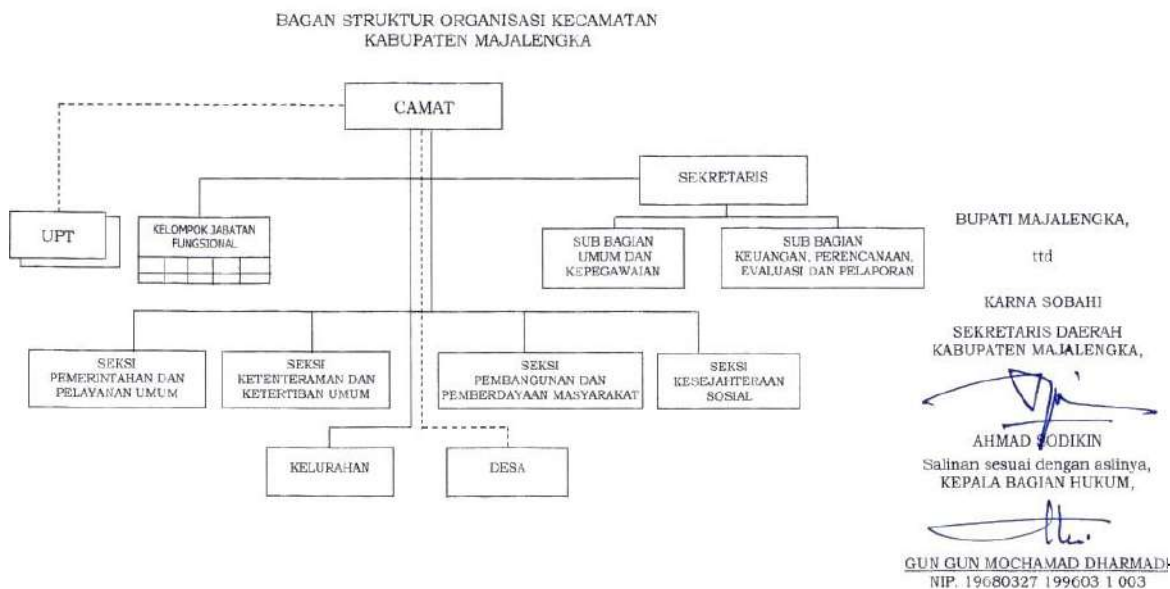 BAGAN STRUKTUR ORGANISASI KECAMATAN
KABUPATEN MAJALENGKA
CAMAT
SEKRETARIS
UPT
KELOMPOK JABATAN
FUNGSIONAL
SUB BAGIAN
UMUM DAN
KEPEGAWAIAN
SUB BAGIAN
KEUANGAN, PERENCANAAN,
EVALUASI DAN PELAPORAN
SEKSI
PEMERINTAHAN DAN
PELAYANAN UMUM
SEKSI
KETENTERAMAN DAN
KETERTIBAN UMUM
SEKSI
PEMBANGUNAN DAN
PEMBERDAYAAN MASYARAKAT
SEKSI
KESEJAHTERAAN
SOSIAL
KELURAHAN
DESA
BUPATI MAJALENGKA,
ttd
KARNA SOBAHI
SEKRETARIS DAERAH
KABUPATEN MAJALENGKA,
AHMAD SODIKIN
Salinan sesuai dengan aslinya,
KEPALA BAGIAN HUKUM,
GUN GUN MOCHAMAD DHARMADI
NIP. 19680327 199603 1 003